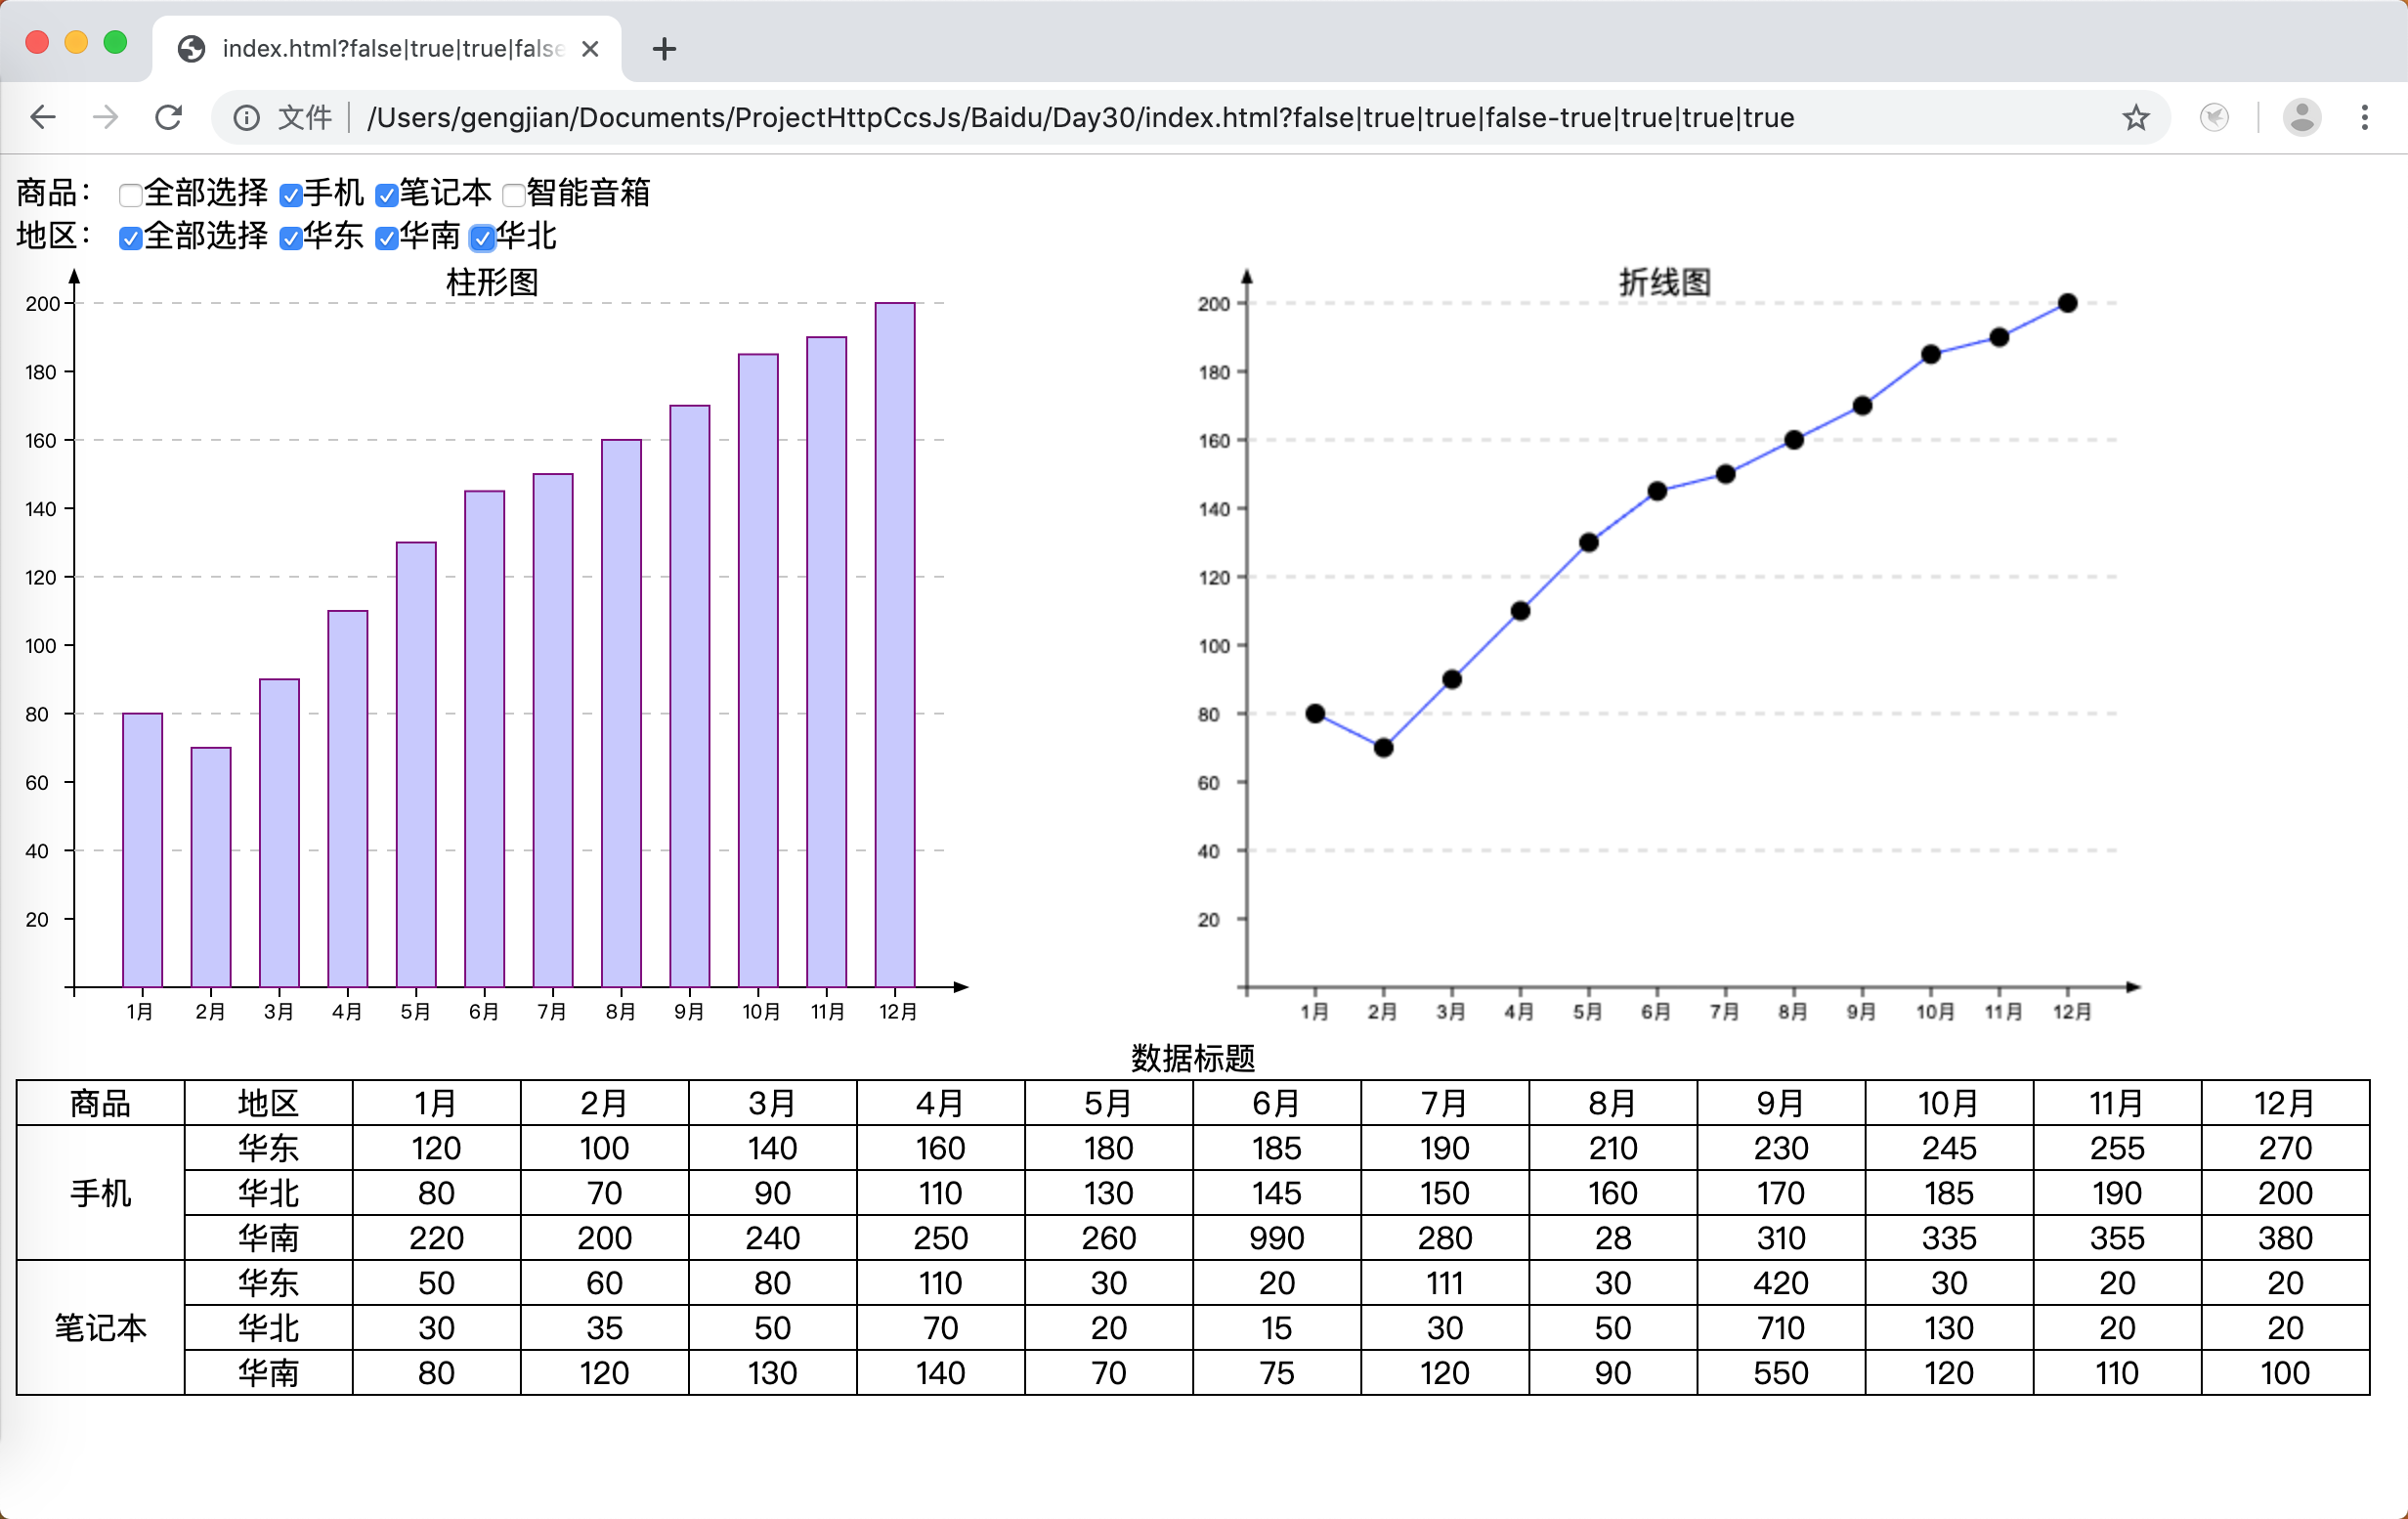 index.html?false|true|true|false
文件 /Users/gengjian/Documents/ProjectHttpCcsJs/Baidu/Day30/index.html?false|true|true|false-true|true|true|true
商品： 全部选择 手机 笔记本 智能音箱
地区： 全部选择 华东 华南 华北
柱形图
200
180
160
140
120
100
80
60
40
20
1月 2月 3月 4月 5月 6月 7月 8月 9月 10月 11月 12月
折线图
200
180
160
140
120
100
80
60
40
20
1月 2月 3月 4月 5月 6月 7月 8月 9月 10月 11月 12月
数据标题
商品 地区 1月 2月 3月 4月 5月 6月 7月 8月 9月 10月 11月 12月
手机
华东 120 100 140 160 180 185 190 210 230 245 255 270
华北 80 70 90 110 130 145 150 160 170 185 190 200
华南 220 200 240 250 260 990 280 28 310 335 355 380
笔记本
华东 50 60 80 110 30 20 111 30 420 30 20 20
华北 30 35 50 70 20 15 30 50 710 130 20 20
华南 80 120 130 140 70 75 120 90 550 120 110 100